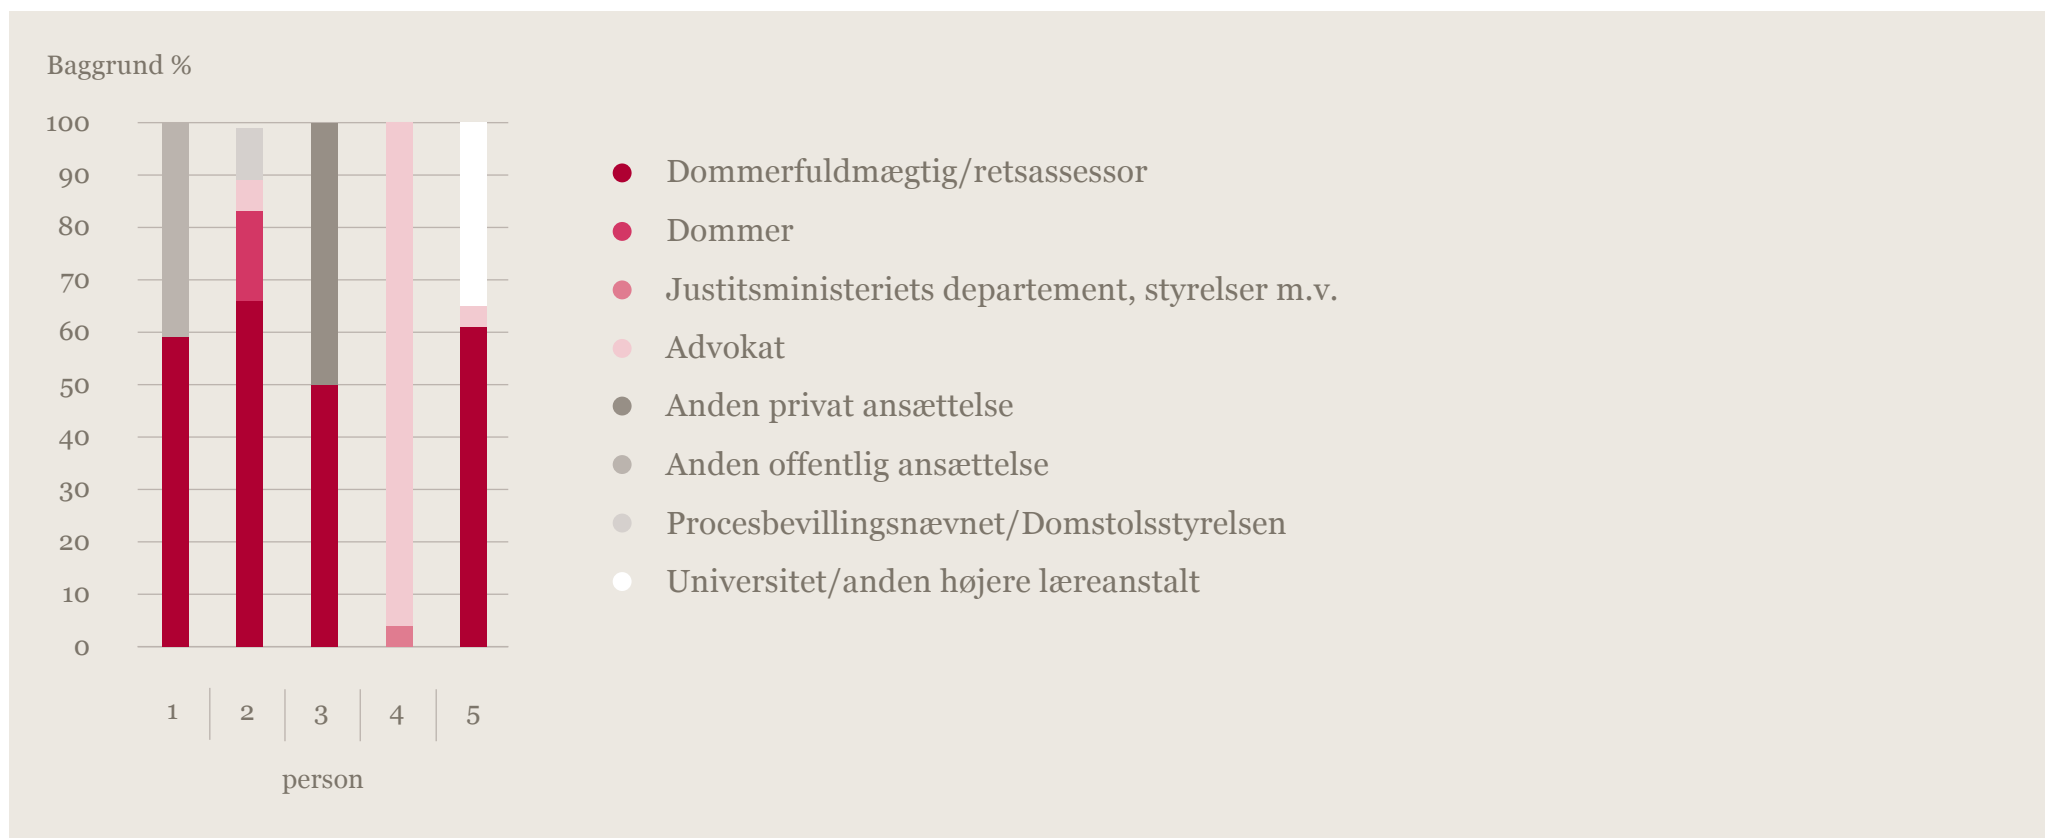 Baggrund %
100
90
80
70
60
50
40
30
20
10
0
1 2 3 4 5
person
Dommerfuldmægtig/retsassessor
Dommer
Justitsministeriets departement, styrelser m.v.
Advokat
Anden privat ansættelse
Anden offentlig ansættelse
Procesbevillingsnævnet/Domstolsstyrelsen
Universitet/anden højere læreanstalt